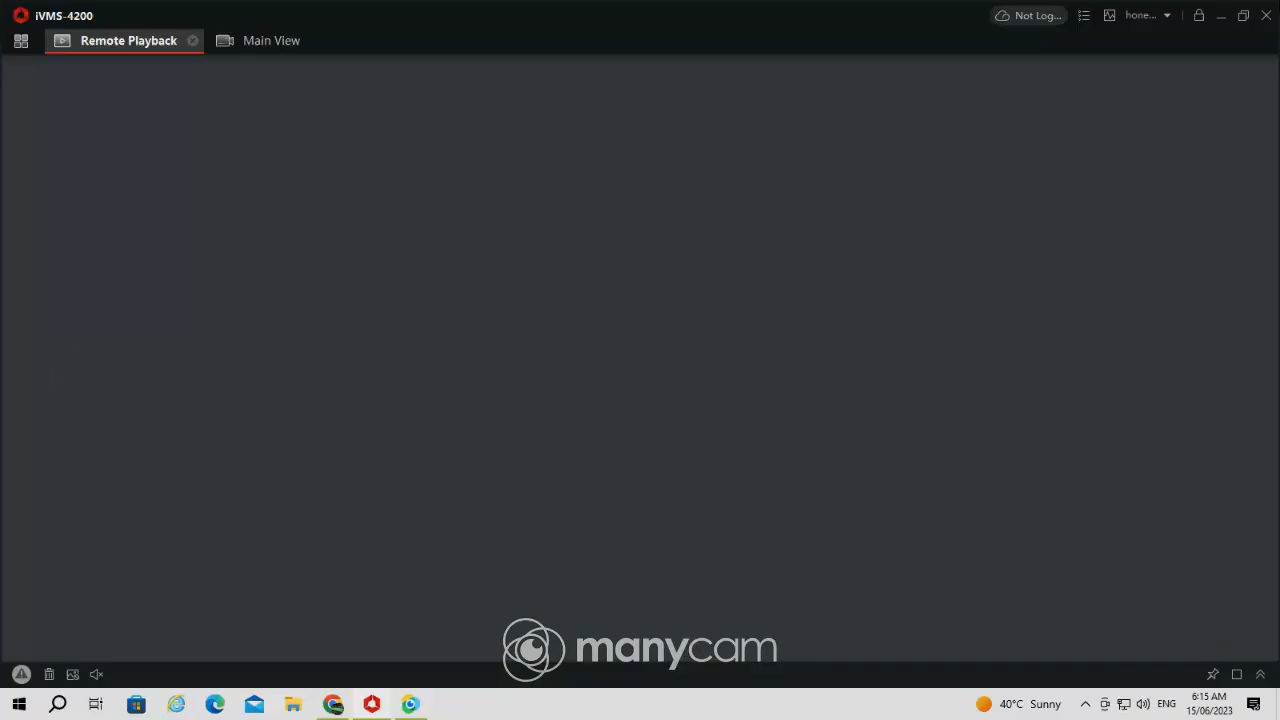 iVMS-4200
Not Log...
hone...
Remote Playback
Main View
manycam
40°C Sunny
ENG
6:15 AM
15/06/2023